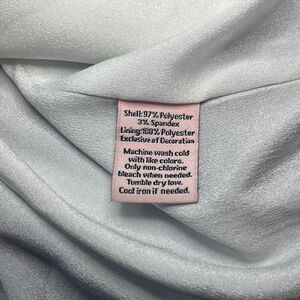 Shell: 97% Polyester
3% Spandex
Lining: 100% Polyester
Exclusive of Decoration
Machine wash cold
with like colors.
Only non-chlorine
bleach when needed.
Tumble dry low.
Cool iron if needed.